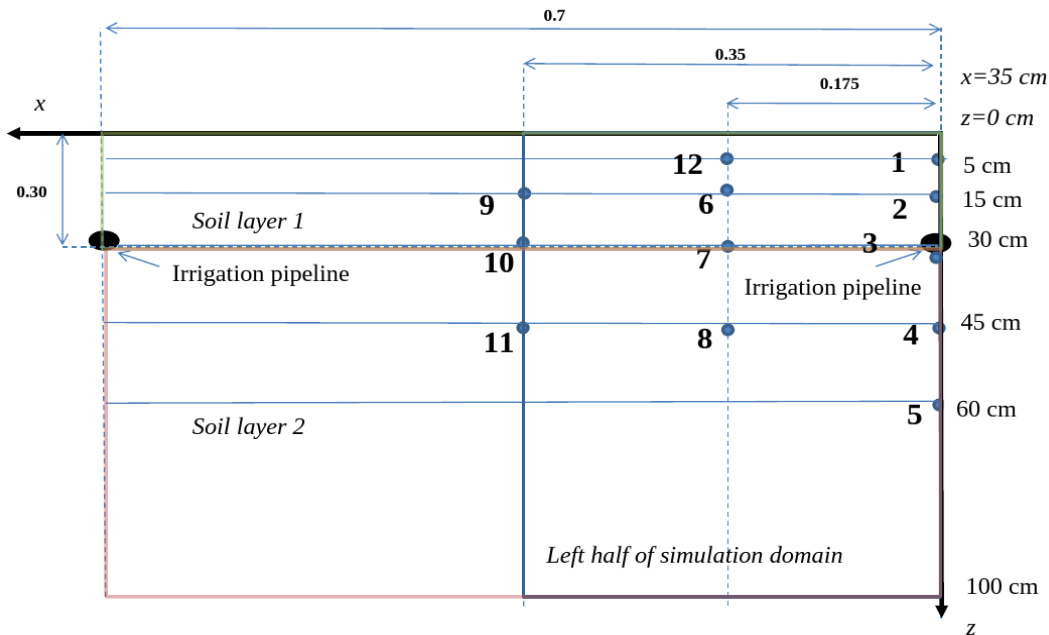 0.7
0.35
x=35 cm
0.175
x
z=0 cm
12
1
5 cm
0.30
9
6
2
15 cm
Soil layer 1
3
30 cm
10
7
Irrigation pipeline
Irrigation pipeline
45 cm
11
8
4
5
60 cm
Soil layer 2
Left half of simulation domain
100 cm
z